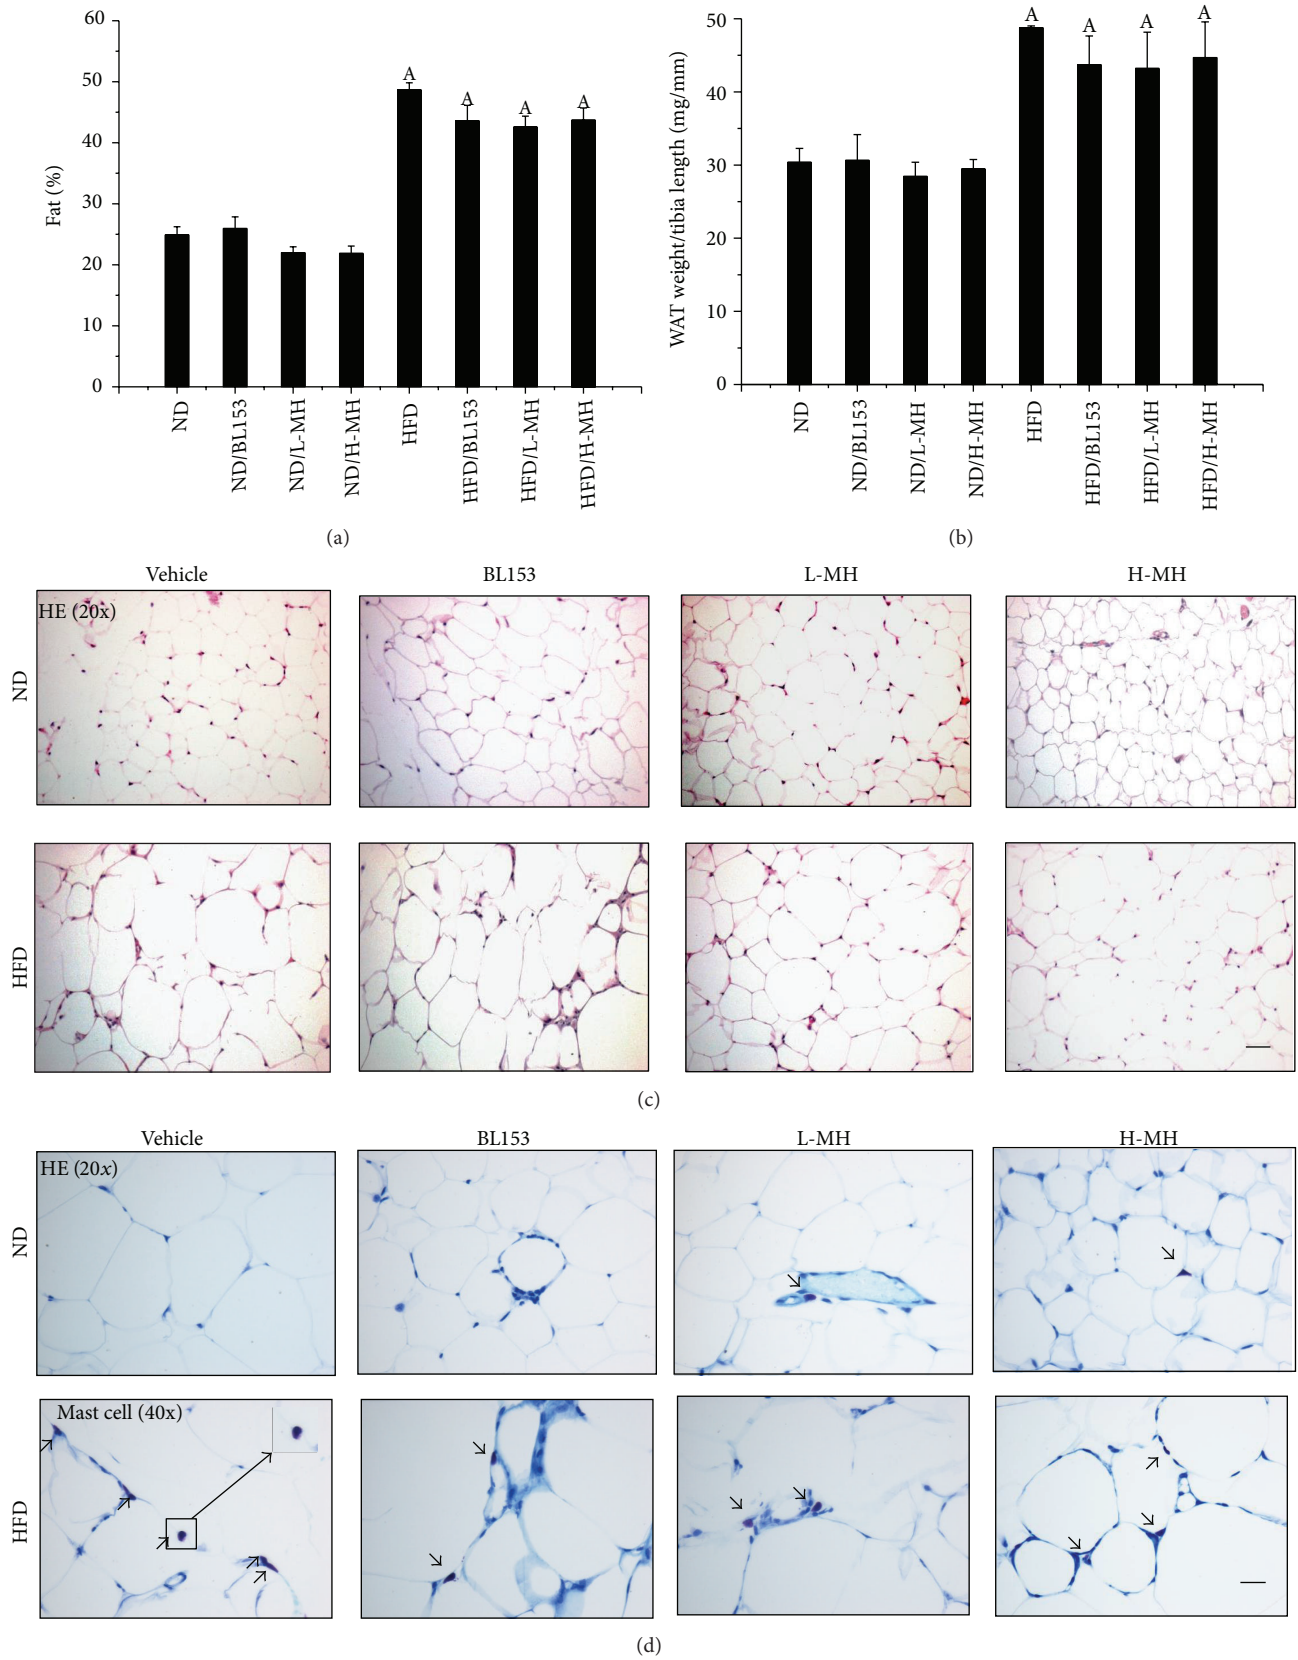 60
50
40
30
20
10
0
Fat (%)
A
A
A
A
ND
ND/BL153
ND/L-MH
ND/H-MH
HFD
HFD/BL153
HFD/L-MH
HFD/H-MH
(a)
50
40
30
20
10
0
WAT weight/tibia length (mg/mm)
A
A
A
A
ND
ND/BL153
ND/L-MH
ND/H-MH
HFD
HFD/BL153
HFD/L-MH
HFD/H-MH
(b)
Vehicle
BL153
L-MH
H-MH
HE (20x)
ND
HFD
(c)
Vehicle
BL153
L-MH
H-MH
HE (20x)
ND
Mast cell (40x)
HFD
(d)